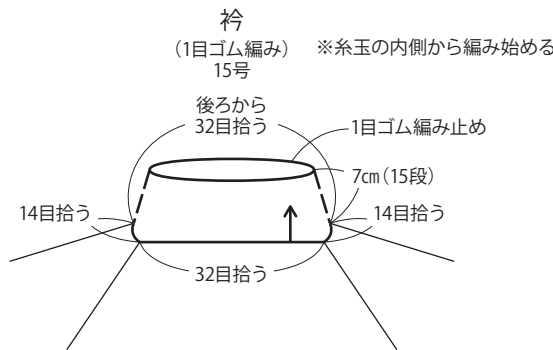 衿
(1目ゴム編み)
15号
※糸玉の内側から編み始める
後ろから
32目拾う
1目ゴム編み止め
7㎝(15段)
14目拾う
14目拾う
32目拾う